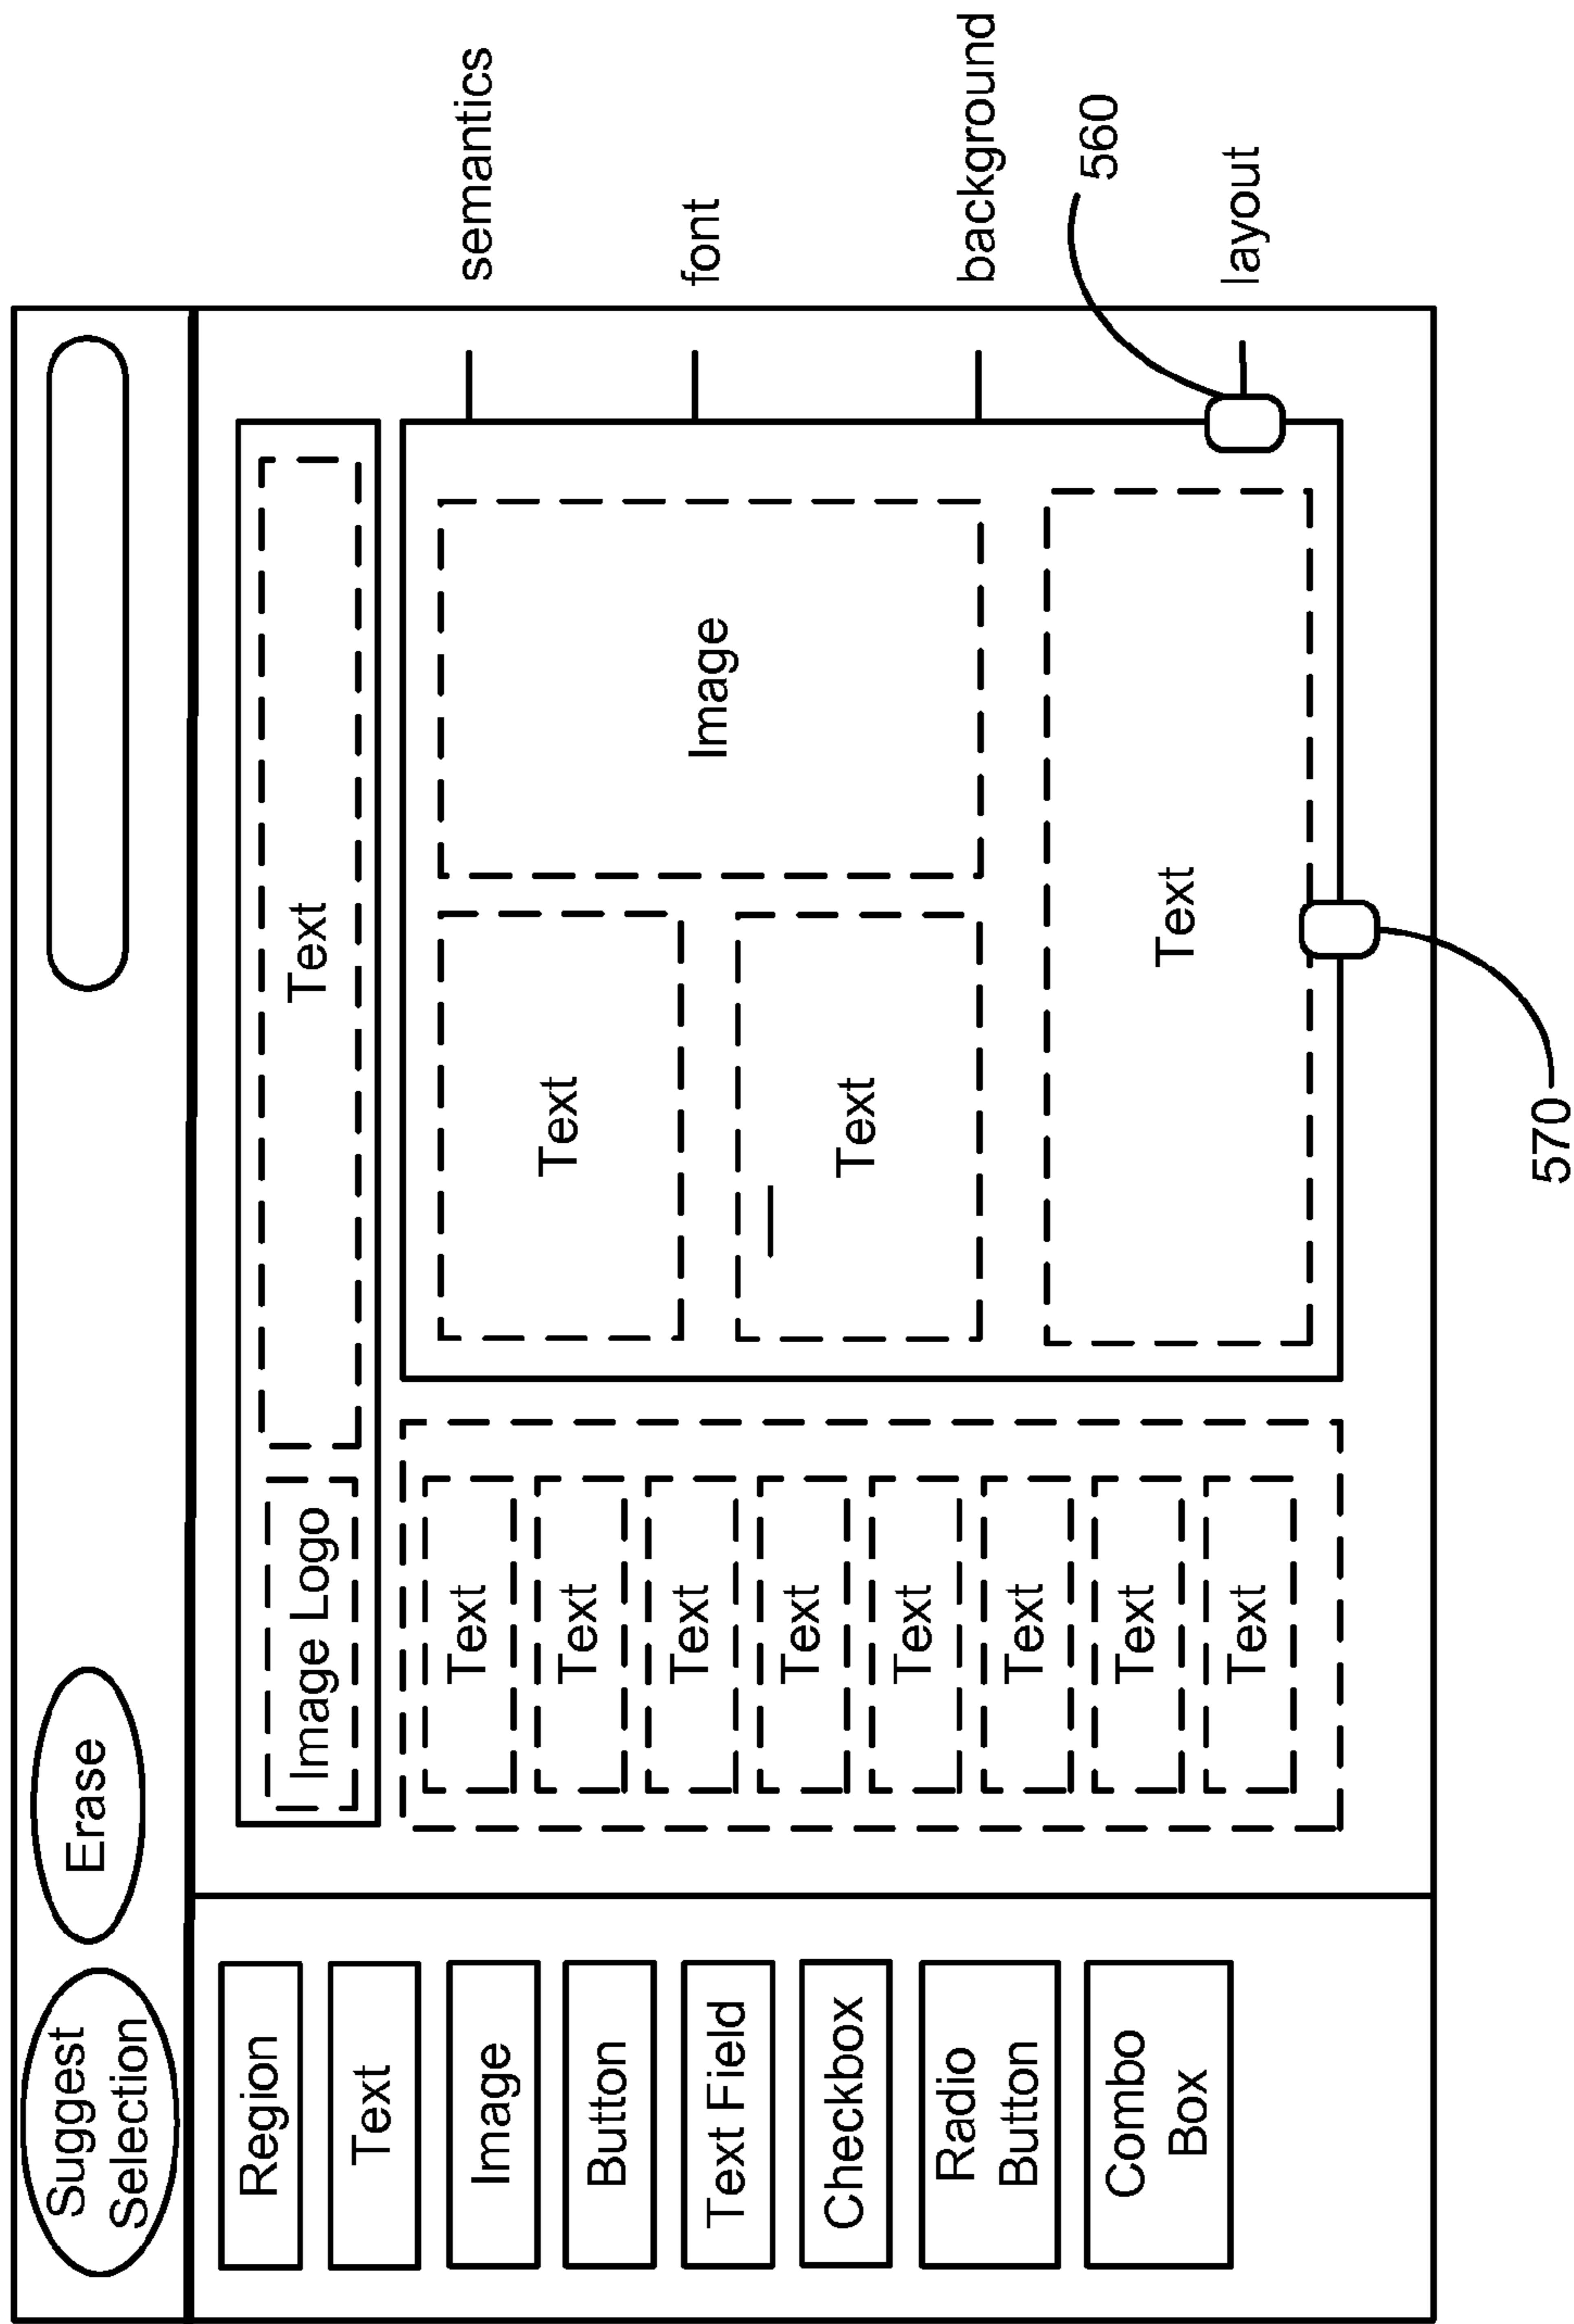 Suggest
Selection
Erase
Region
Text
Image
Button
Text Field
Checkbox
Radio
Button
Combo
Box
Image Logo
Text
Text
Text
Text
Text
Text
Text
Text
Text
Text
Text
Image
Text
semantics
font
background
560
layout
570